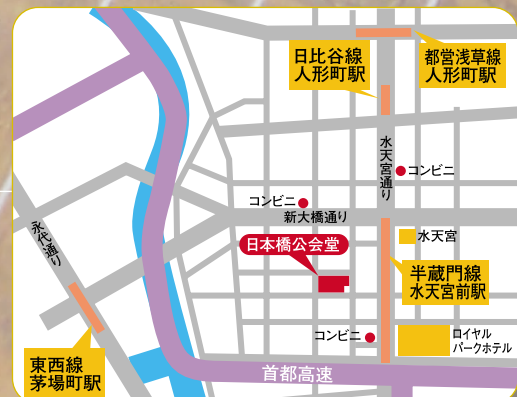 日比谷線
人形町駅
都営浅草線
人形町駅
水天宮通り
コンビニ
コンビニ
新大橋通り
永代通り
日本橋公会堂
水天宮
半蔵門線
水天宮前駅
コンビニ
ロイヤル
パークホテル
東西線
茅場町駅
首都高速